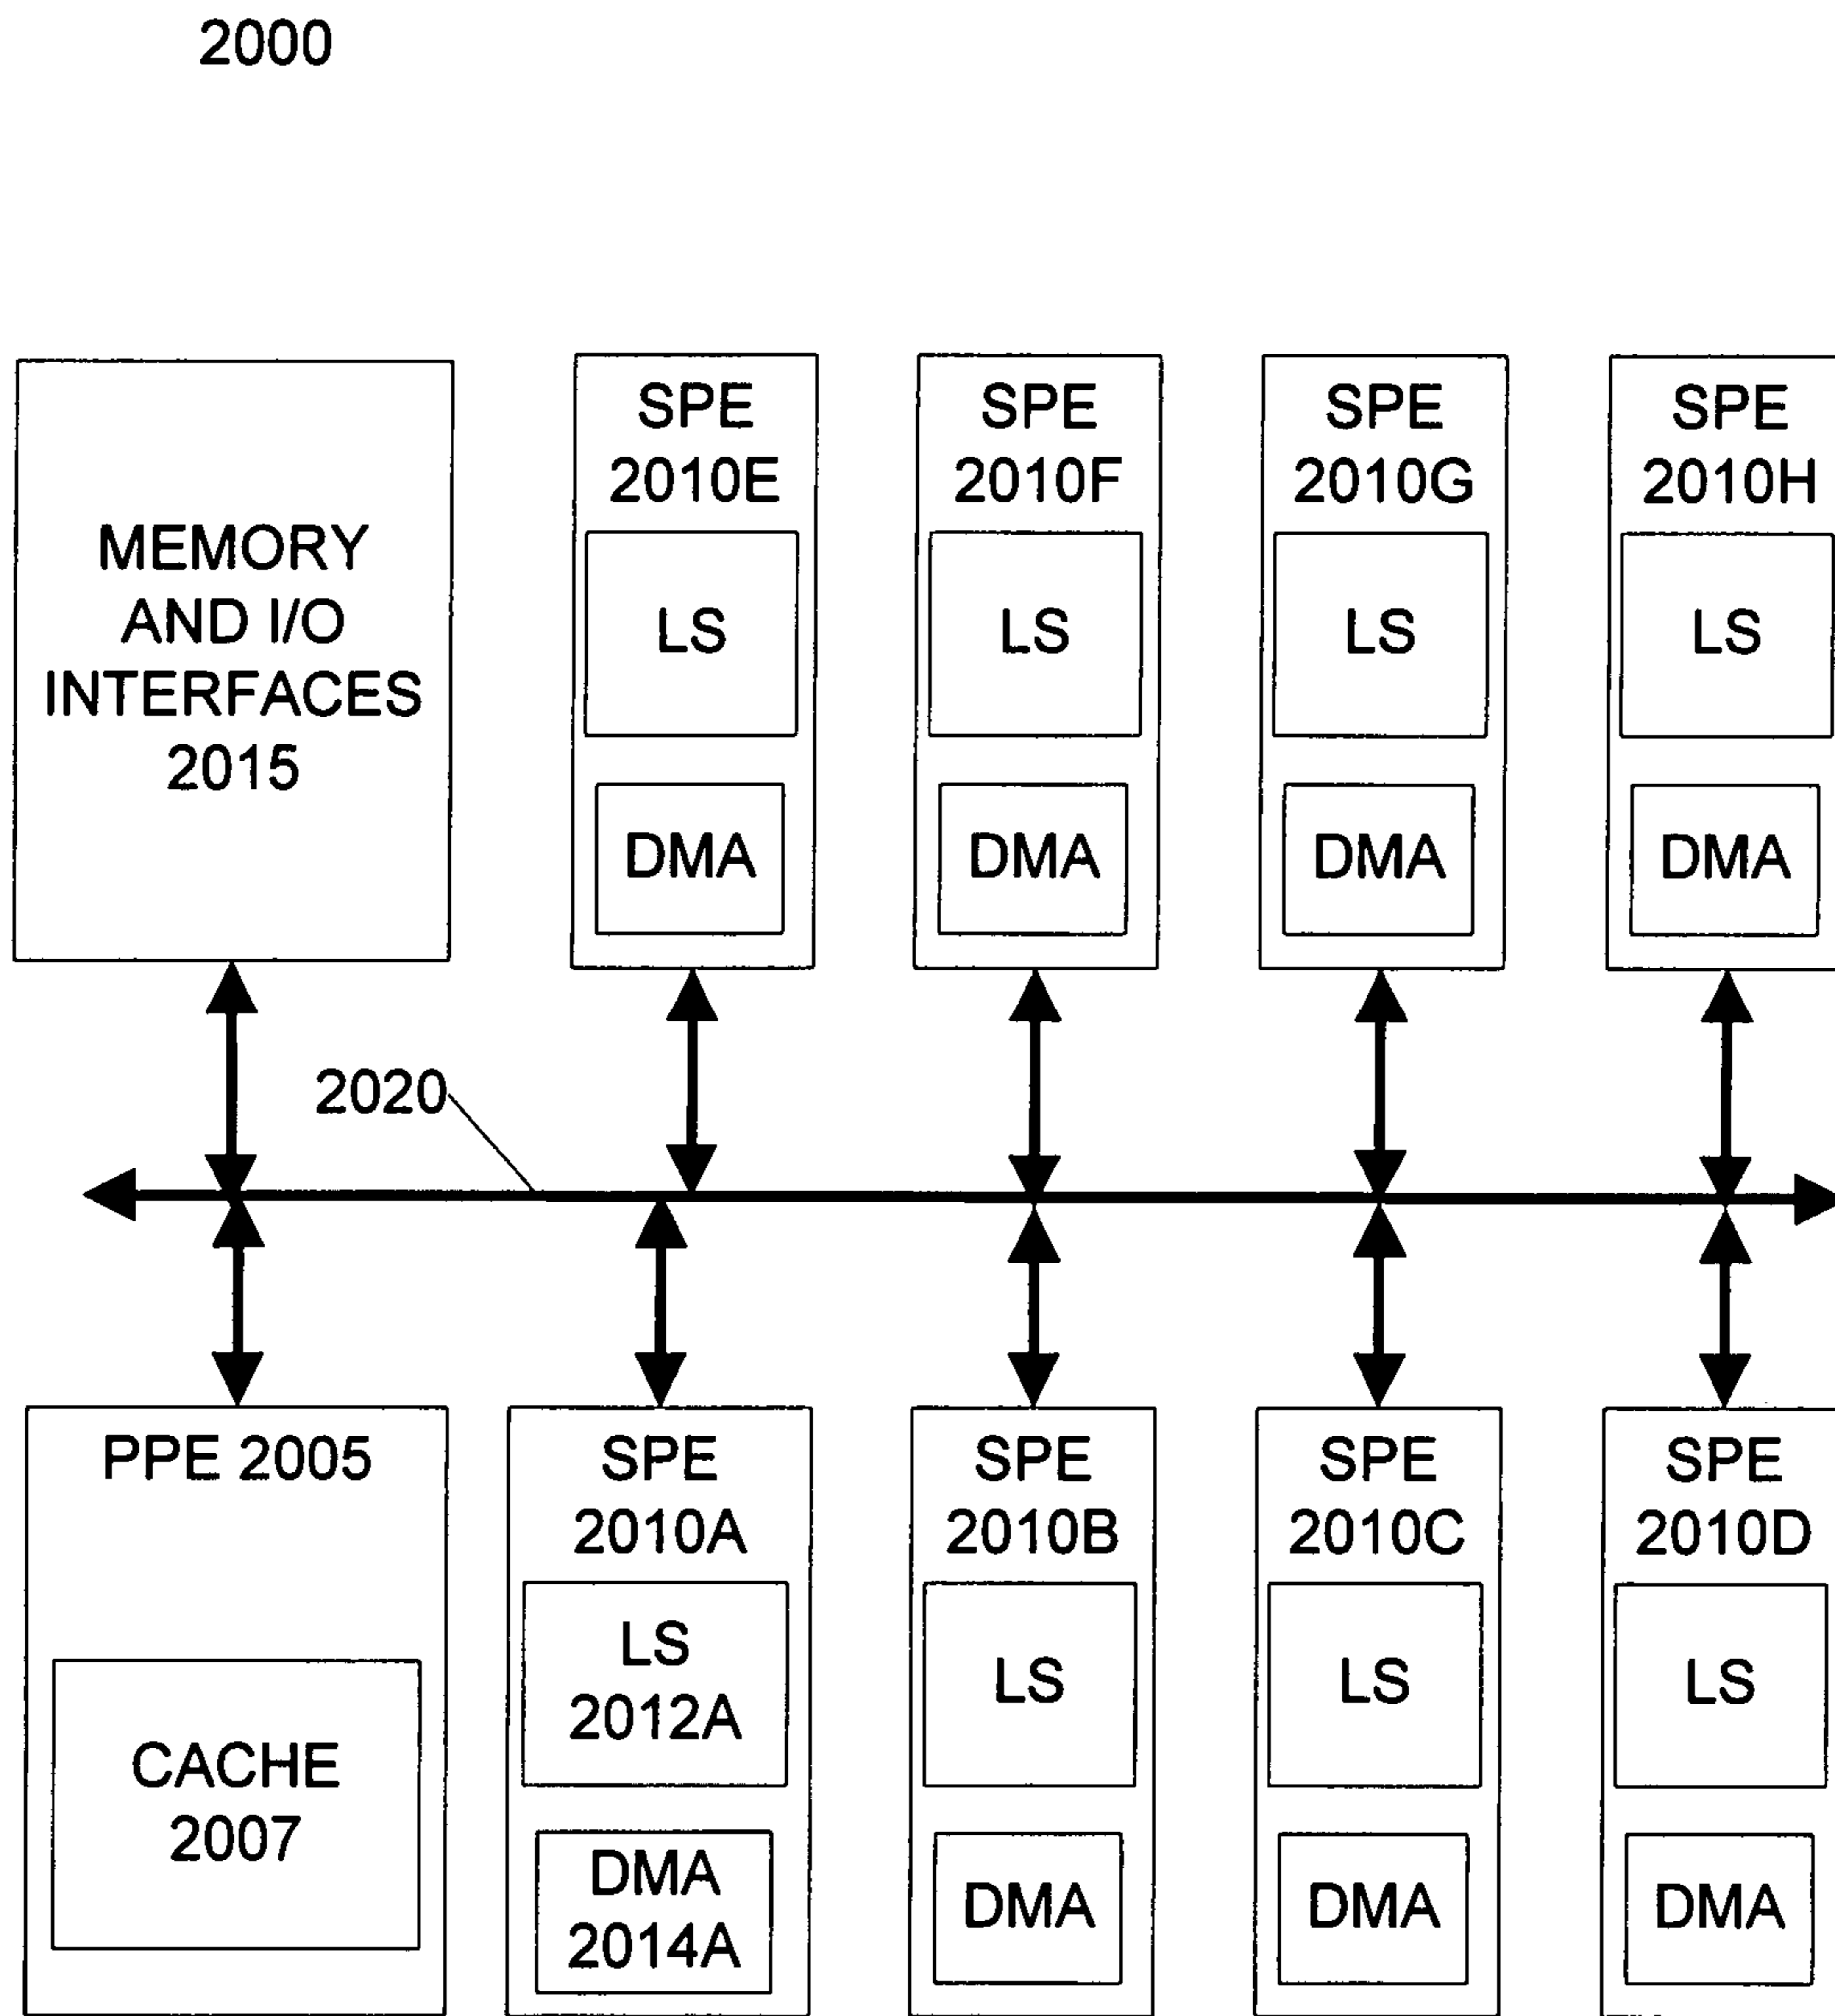 2000
MEMORY
AND I/O
INTERFACES
2015
SPE
2010E
LS
DMA
SPE
2010F
LS
DMA
SPE
2010G
LS
DMA
SPE
2010H
LS
DMA
2020
PPE 2005
CACHE
2007
SPE
2010A
LS
2012A
DMA
2014A
SPE
2010B
LS
DMA
SPE
2010C
LS
DMA
SPE
2010D
LS
DMA